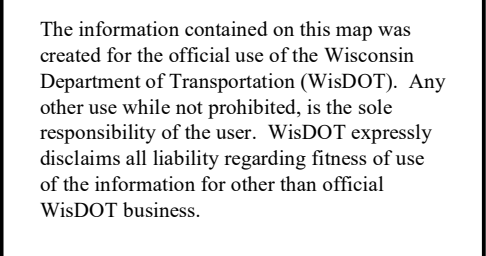 The information contained on this map was
created for the official use of the Wisconsin
Department of Transportation (WisDOT).  Any
other use while not prohibited, is the sole
responsibility of the user.  WisDOT expressly
disclaims all liability regarding fitness of use
of the information for other than official
WisDOT business.